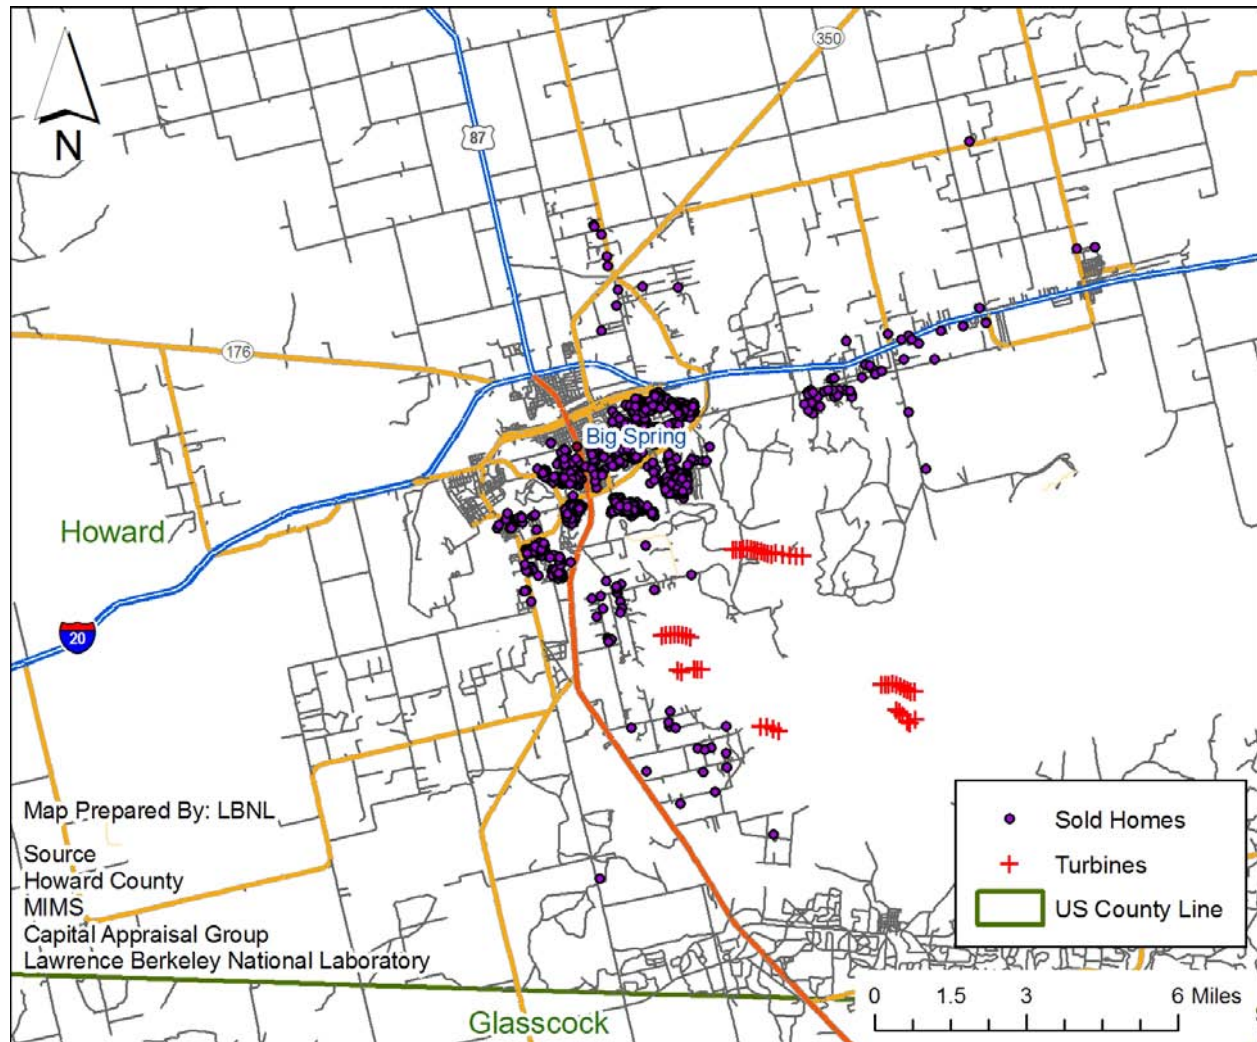 350
87
N
176
Big Spring
Howard
20
Map Prepared By: LBNL
Source
Howard County
MIMS
Capital Appraisal Group
Lawrence Berkeley National Laboratory
Sold Homes
Turbines
US County Line
0 1.5 3 6 Miles
Glasscock